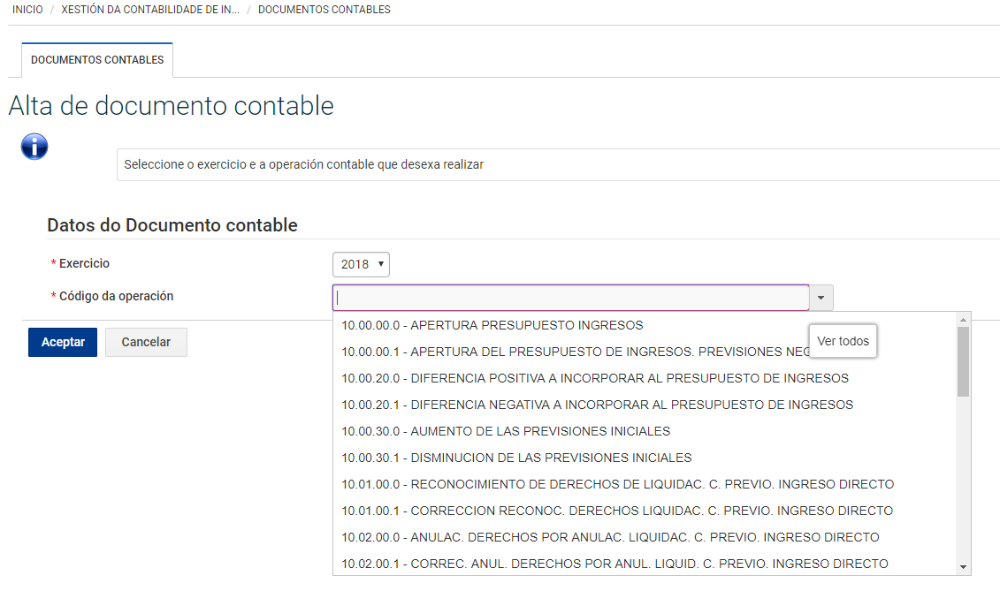 INICIO / XESTIÓN DA CONTABILIDADE DE IN... / DOCUMENTOS CONTABLES
DOCUMENTOS CONTABLES
Alta de documento contable
Seleccione o exercicio e a operación contable que desexa realizar
Datos do Documento contable
* Exercicio 2018
* Código da operación
Aceptar Cancelar
10.00.00.0 - APERTURA PRESUPUESTO INGRESOS
Ver todos
10.00.00.1 - APERTURA DEL PRESUPUESTO DE INGRESOS. PREVISIONES NEG
10.00.20.0 - DIFERENCIA POSITIVA A INCORPORAR AL PRESUPUESTO DE INGRESOS
10.00.20.1 - DIFERENCIA NEGATIVA A INCORPORAR AL PRESUPUESTO DE INGRESOS
10.00.30.0 - AUMENTO DE LAS PREVISIONES INICIALES
10.00.30.1 - DISMINUCION DE LAS PREVISIONES INICIALES
10.01.00.0 - RECONOCIMIENTO DE DERECHOS DE LIQUIDAC. C. PREVIO. INGRESO DIRECTO
10.01.00.1 - CORRECCION RECONOC. DERECHOS LIQUIDAC. C. PREVIO. INGRESO DIRECTO
10.02.00.0 - ANULAC. DERECHOS POR ANULAC. LIQUIDAC. C. PREVIO. INGRESO DIRECTO
10.02.00.1 - CORREC. ANUL. DERECHOS POR ANUL. LIQUID. C. PREVIO. INGRESO DIRECTO